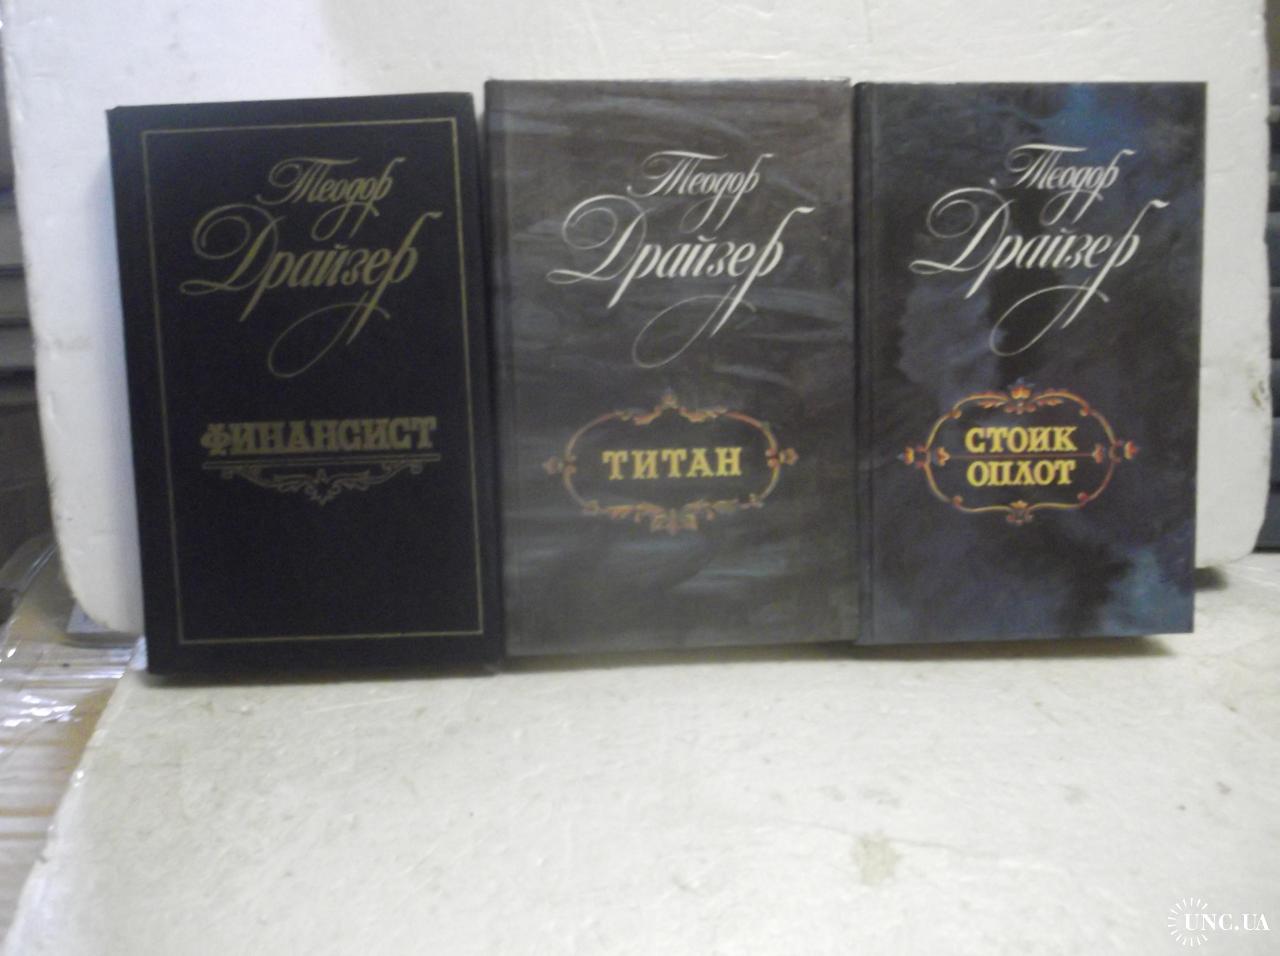 Теодор
Драйзер
ФИНАНСИСТ
Теодор
Драйзер
ТИТАН
Теодор
Драйзер
СТОИК
ОПЛОТ
UNC.UA